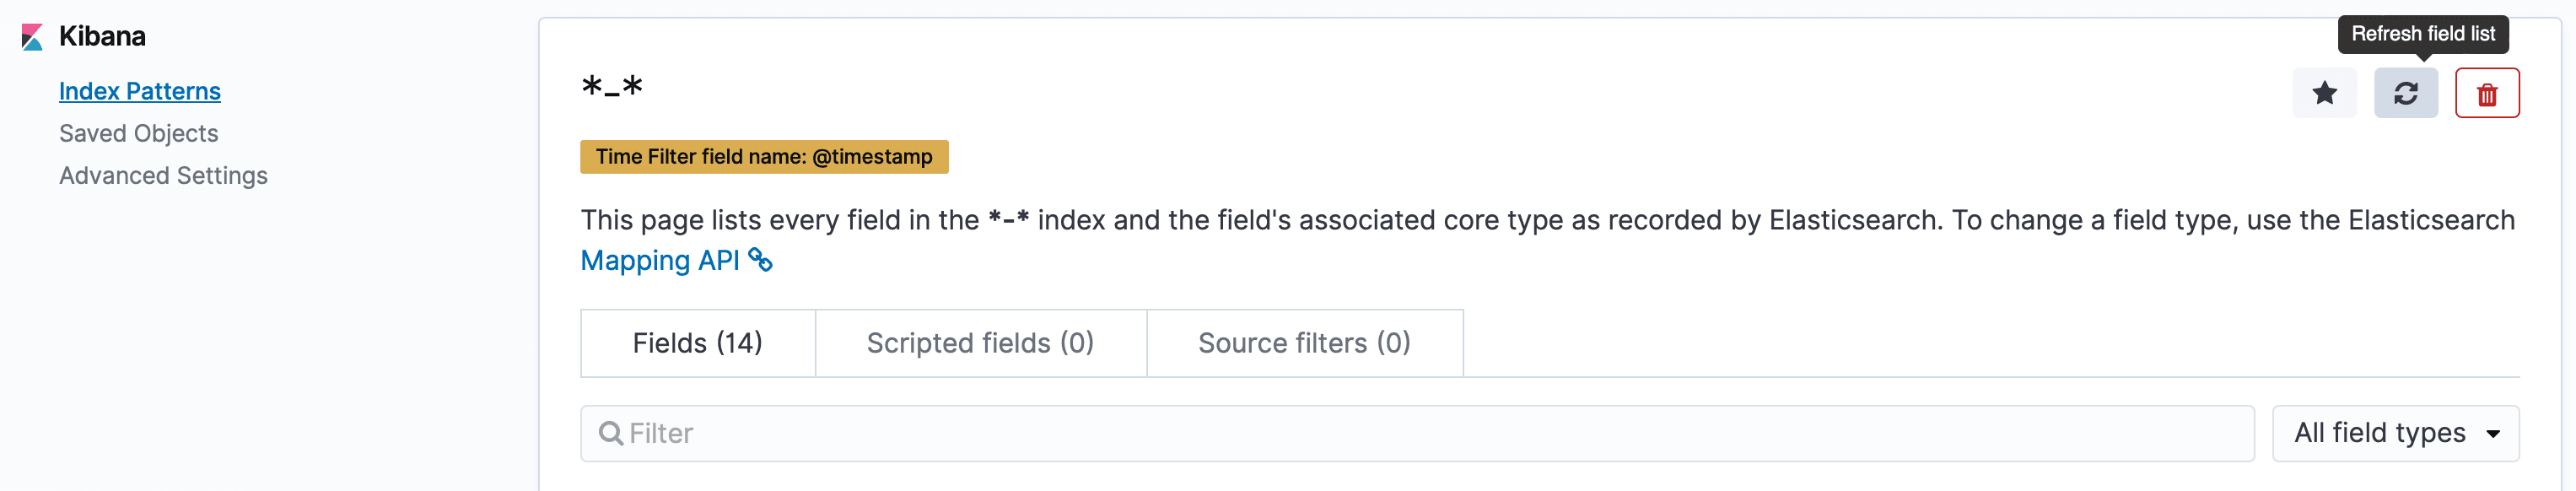 Kibana
Index Patterns
Saved Objects
Advanced Settings
Refresh field list
*-*
Time Filter field name: @timestamp
This page lists every field in the *-* index and the field's associated core type as recorded by Elasticsearch. To change a field type, use the Elasticsearch
Mapping API
Fields (14)
Scripted fields (0)
Source filters (0)
Filter
All field types